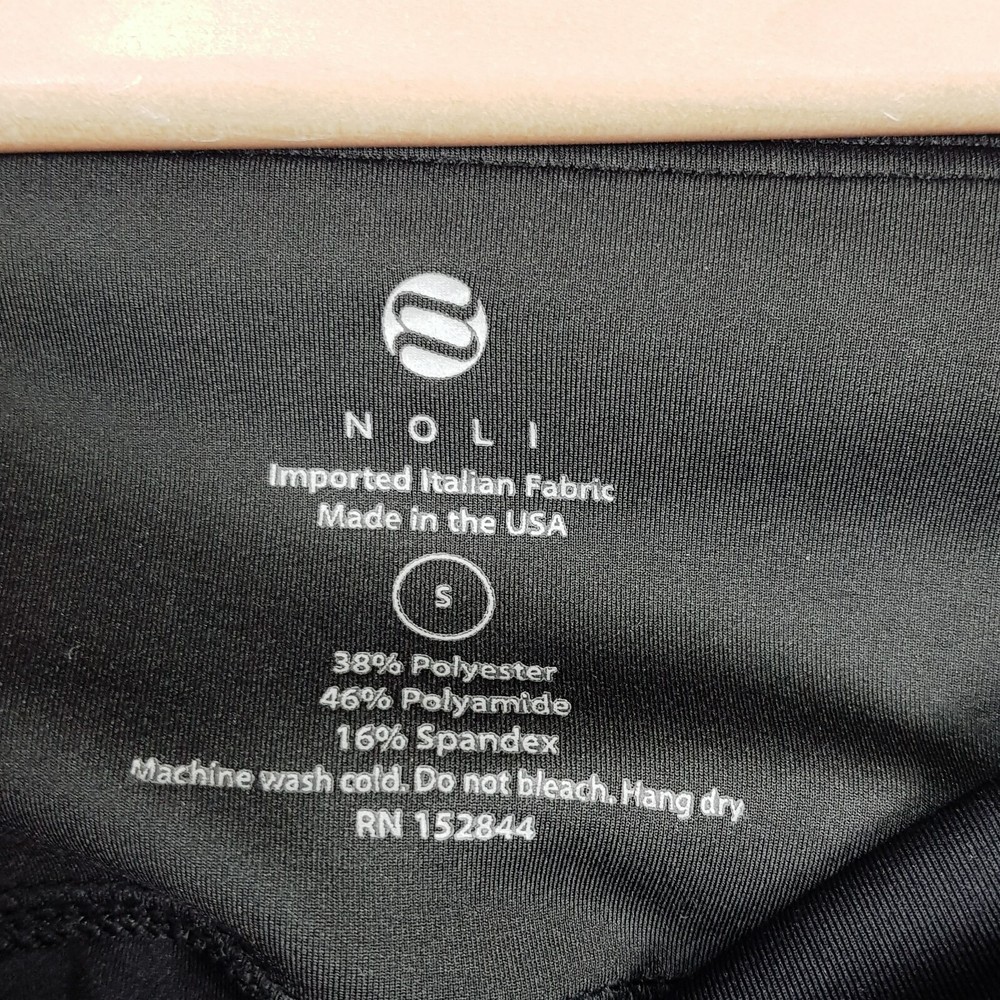 NOLI
Imported Italian Fabric
Made in the USA
S
38% Polyester
46% Polyamide
16% Spandex
Machine wash cold. Do not bleach. Hang dry
RN 152844